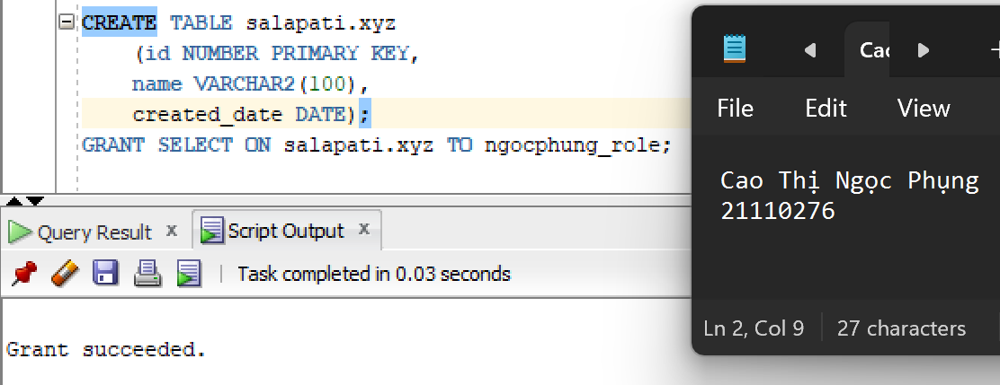 CREATE TABLE salapati.xyz
(id NUMBER PRIMARY KEY,
name VARCHAR2(100),
created_date DATE);
GRANT SELECT ON salapati.xyz TO ngocphung_role;
Query Result x
Script Output x
Task completed in 0.03 seconds
Grant succeeded.
Cao
File Edit View
Cao Thị Ngọc Phụng
21110276
Ln 2, Col 9 27 characters